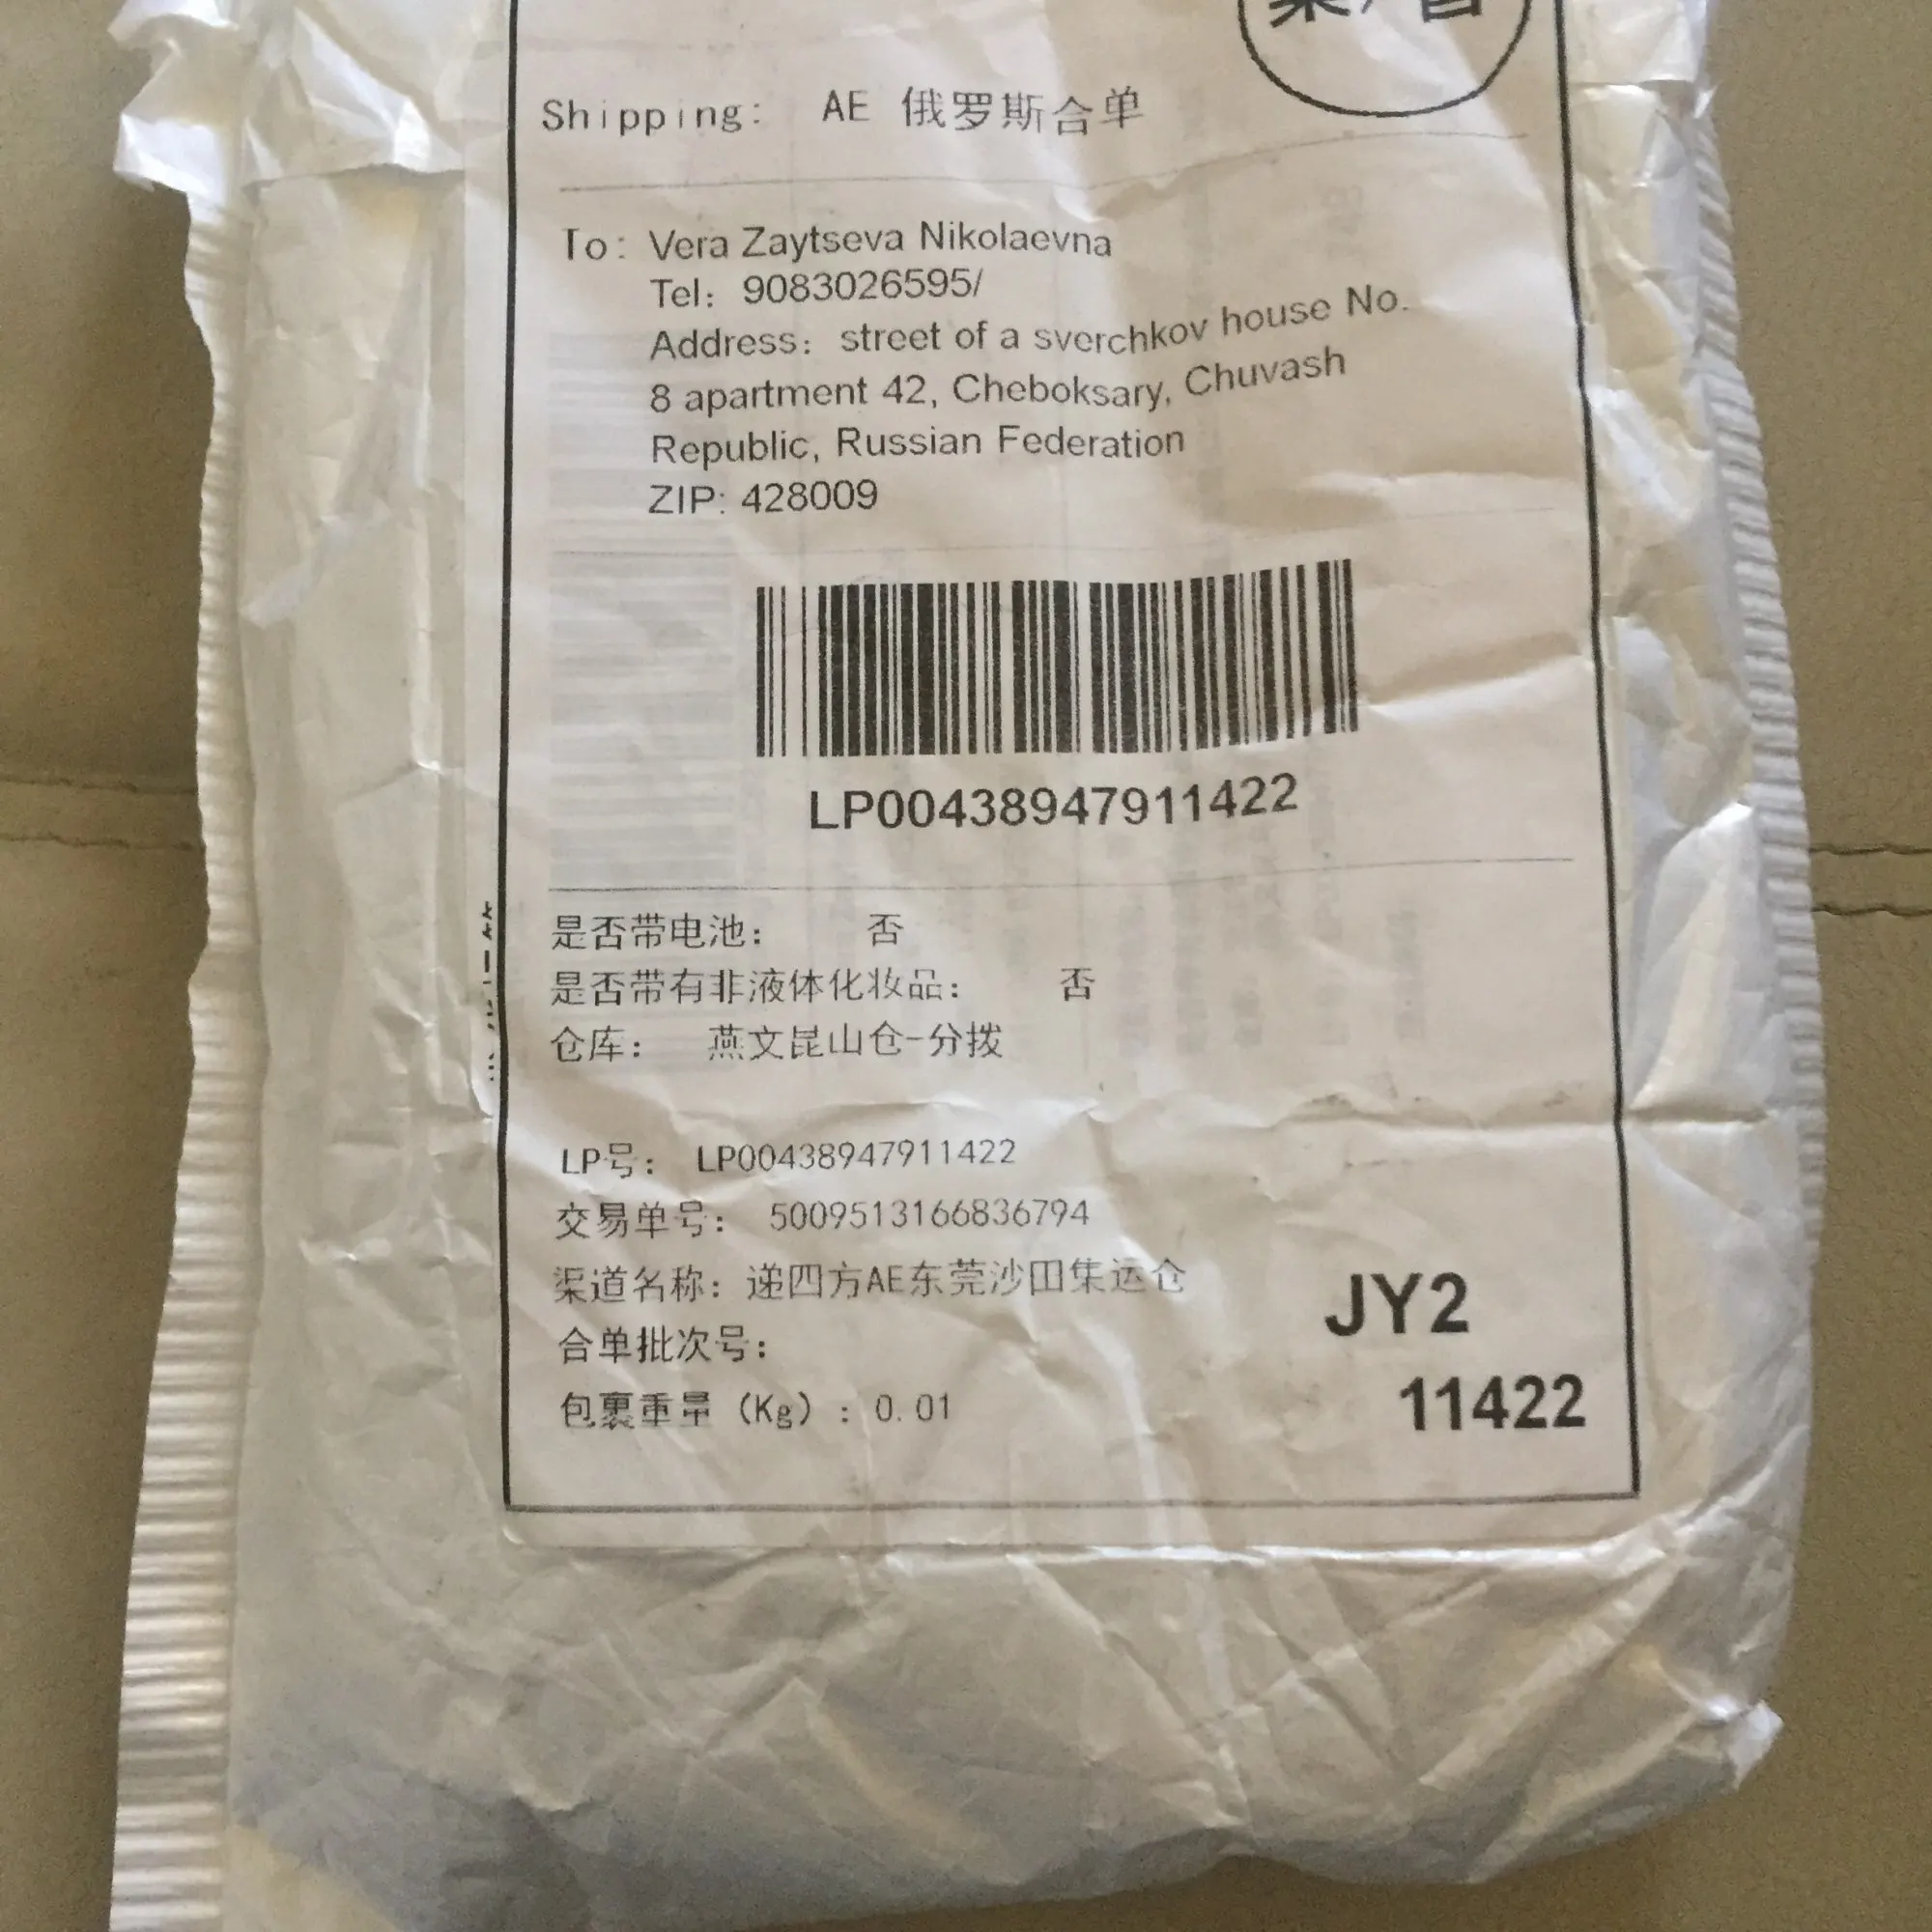 Shipping: AE 俄罗斯合单
To: Vera Zaytseva Nikolaevna
Tel: 9083026595/
Address: street of a sverchkov house No.
8 apartment 42, Cheboksary, Chuvash
Republic, Russian Federation
ZIP: 428009
LP00438947911422
是否带电池: 否
是否带有非液体化妆品: 否
仓库: 燕文昆山仓-分拨
LP号: LP00438947911422
交易单号: 5009513166836794
渠道名称: 递四方AE东莞沙田集运仓
合单批次号:
包裹重量 (Kg) : 0.01
JY2
11422